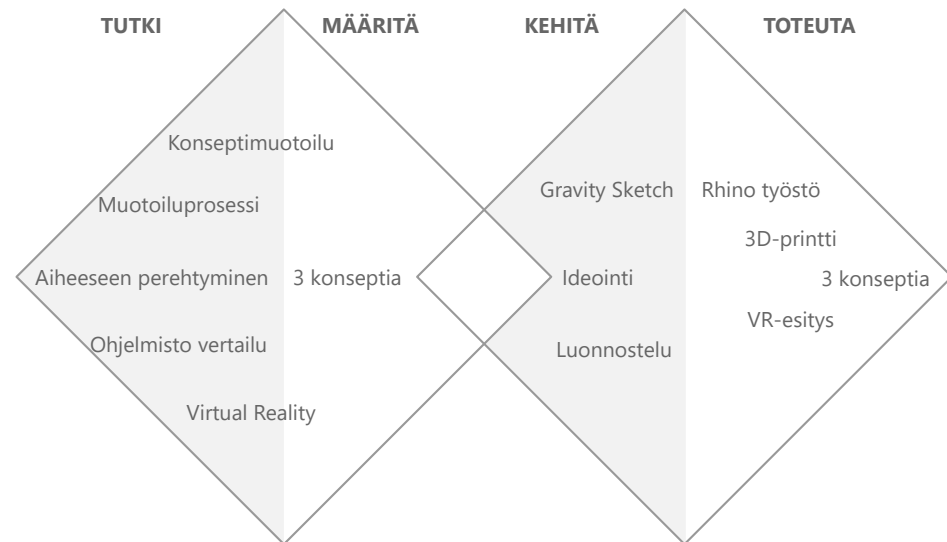 TUTKI
MÄÄRITÄ
KEHITÄ
TOTEUTA
Konseptimuotoilu
Muotoiluprosessi
Aiheeseen perehtyminen
Ohjelmisto vertailu
Virtual Reality
3 konseptia
Gravity Sketch
Ideointi
Luonnostelu
Rhino työstö
3D-printti
3 konseptia
VR-esitys